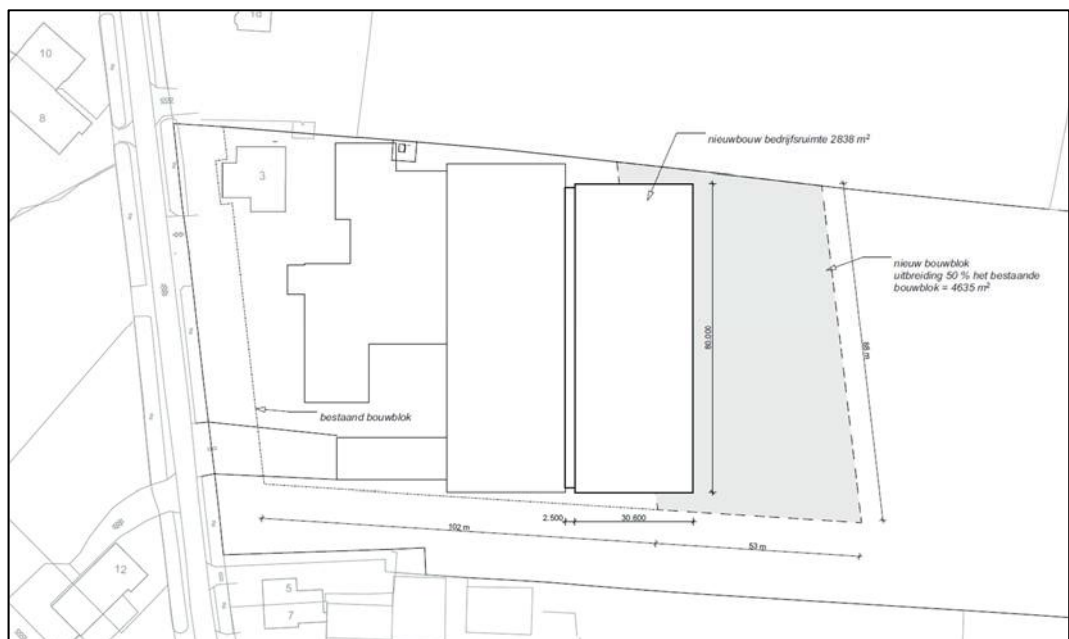 10
8
3
nieuwbouw bedrijfsruimte 2838 m²
nieuw bouwblok
uitbreiding 50 % het bestaande
bouwblok = 4635 m²
80.000
88 m
bestaand bouwblok
102 m
2.500
30.600
53 m
12
5
7